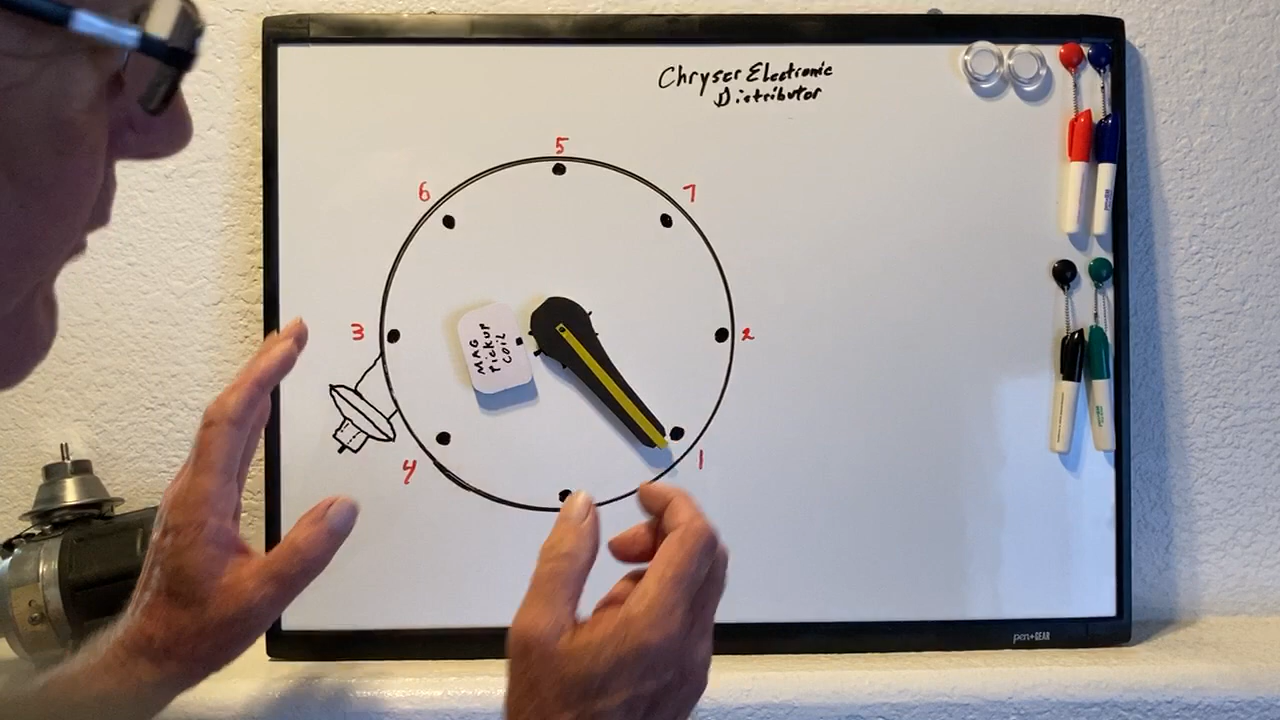 Chryser Electronic
Distributor
5
6
7
3
MAG
Pickup
Coil
2
4
1
pen+GEAR